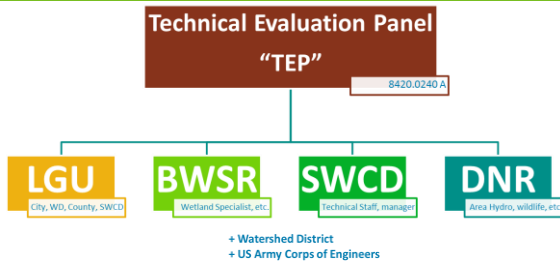 Technical Evaluation Panel
“TEP”
8420.0240 A
LGU
City, WD, County, SWCD
BWSR
Wetland Specialist, etc.
SWCD
Technical Staff, manager
DNR
Area Hydro, wildlife, etc
+ Watershed District
+ US Army Corps of Engineers